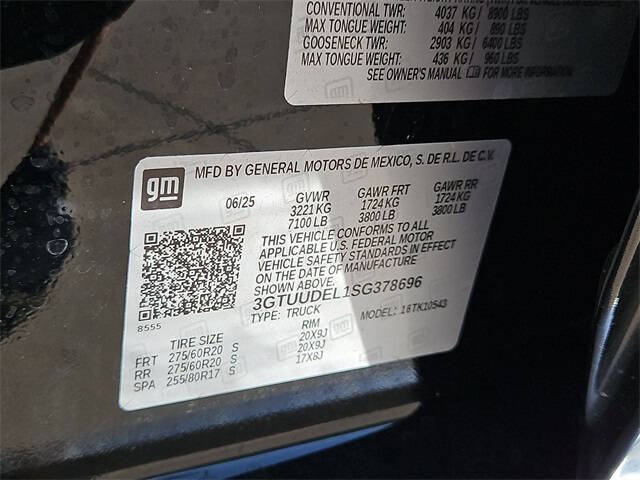 CONVENTIONAL TWR: 4037 KG / 8900 LBS
MAX TONGUE WEIGHT: 404 KG / 890 LBS
GOOSENECK TWR: 2903 KG / 6400 LBS
MAX TONGUE WEIGHT: 436 KG / 960 LBS
SEE OWNER'S MANUAL FOR MORE INFORMATION
gm
MFD BY GENERAL MOTORS DE MEXICO, S. DE R.L. DE C.V.
06/25 GVWR GAWR FRT GAWR RR
3221 KG 1724 KG 1724 KG
7100 LB 3800 LB 3800 LB
THIS VEHICLE CONFORMS TO ALL
APPLICABLE U.S. FEDERAL MOTOR
VEHICLE SAFETY STANDARDS IN EFFECT
ON THE DATE OF MANUFACTURE
3GTUUDEL1SG378696
8555
TYPE: TRUCK MODEL: 16TK10543
TIRE SIZE RIM
FRT 275/60R20 S 20X9J
RR 275/60R20 S 20X9J
SPA 255/80R17 S 17X8J